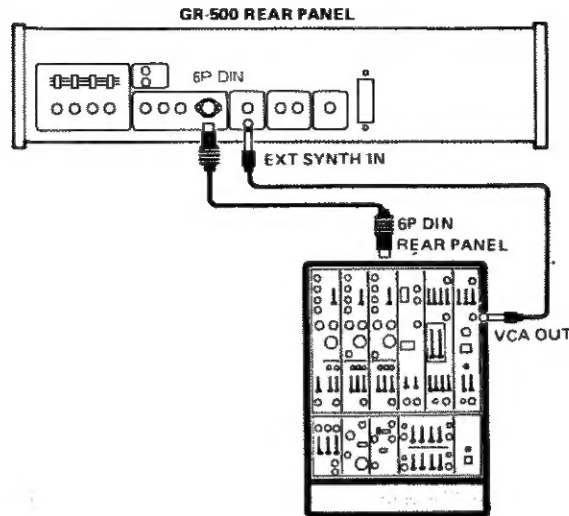 GR-500 REAR PANEL
6P DIN
EXT SYNTH IN
6P DIN
REAR PANEL
VCA OUT